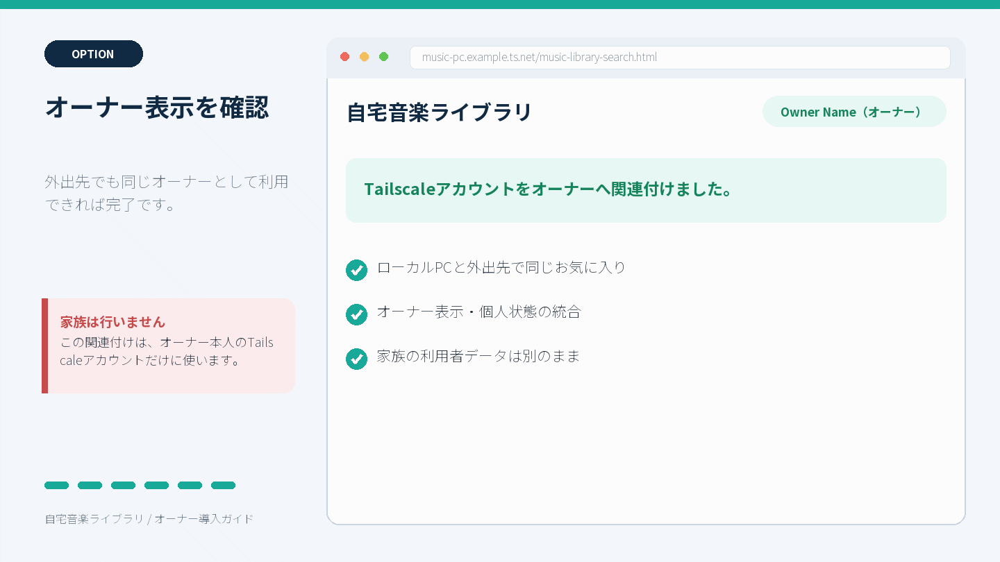 OPTION
オーナー表示を確認
外出先でも同じオーナーとして利用
できれば完了です。
家族は行いません
この関連付けは、オーナー本人のTails
caleアカウントだけに使います。
自宅音楽ライブラリ / オーナー導入ガイド
music-pc.example.ts.net/music-library-search.html
自宅音楽ライブラリ
Owner Name（オーナー）
Tailscaleアカウントをオーナーへ関連付けました。
ローカルPCと外出先で同じお気に入り
オーナー表示・個人状態の統合
家族の利用者データは別のまま